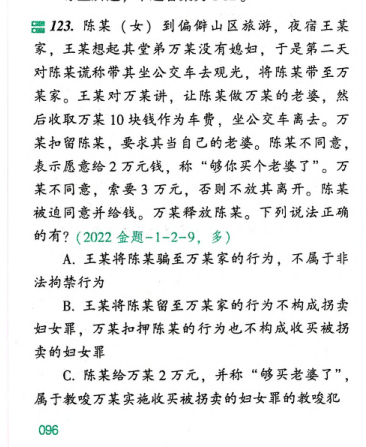 123. 陈某（女）到偏僻山区旅游，夜宿王某
家，王某想起其堂弟万某没有媳妇，于是第二天
对陈某谎称带其坐公交车去观光，将陈某带至万
某家。王某对万某讲，让陈某做万某的老婆，然
后收取万某10块钱作为车费，坐公交车离去。万
某扣留陈某，要求其当自己的老婆。陈某不同意，
表示愿意给2万元钱，称“够你买个老婆了”。万
某不同意，索要3万元，否则不放其离开。陈某
被迫同意并给钱。万某释放陈某。下列说法正确
的有？(2022金题-1-2-9，多)
A. 王某将陈某骗至万某家的行为，不属于非
法拘禁行为
B. 王某将陈某留至万某家的行为不构成拐卖
妇女罪，万某扣押陈某的行为也不构成收买被拐
卖的妇女罪
C. 陈某给万某2万元，并称“够买老婆了”，
属于教唆万某实施收买被拐卖的妇女罪的教唆犯
096